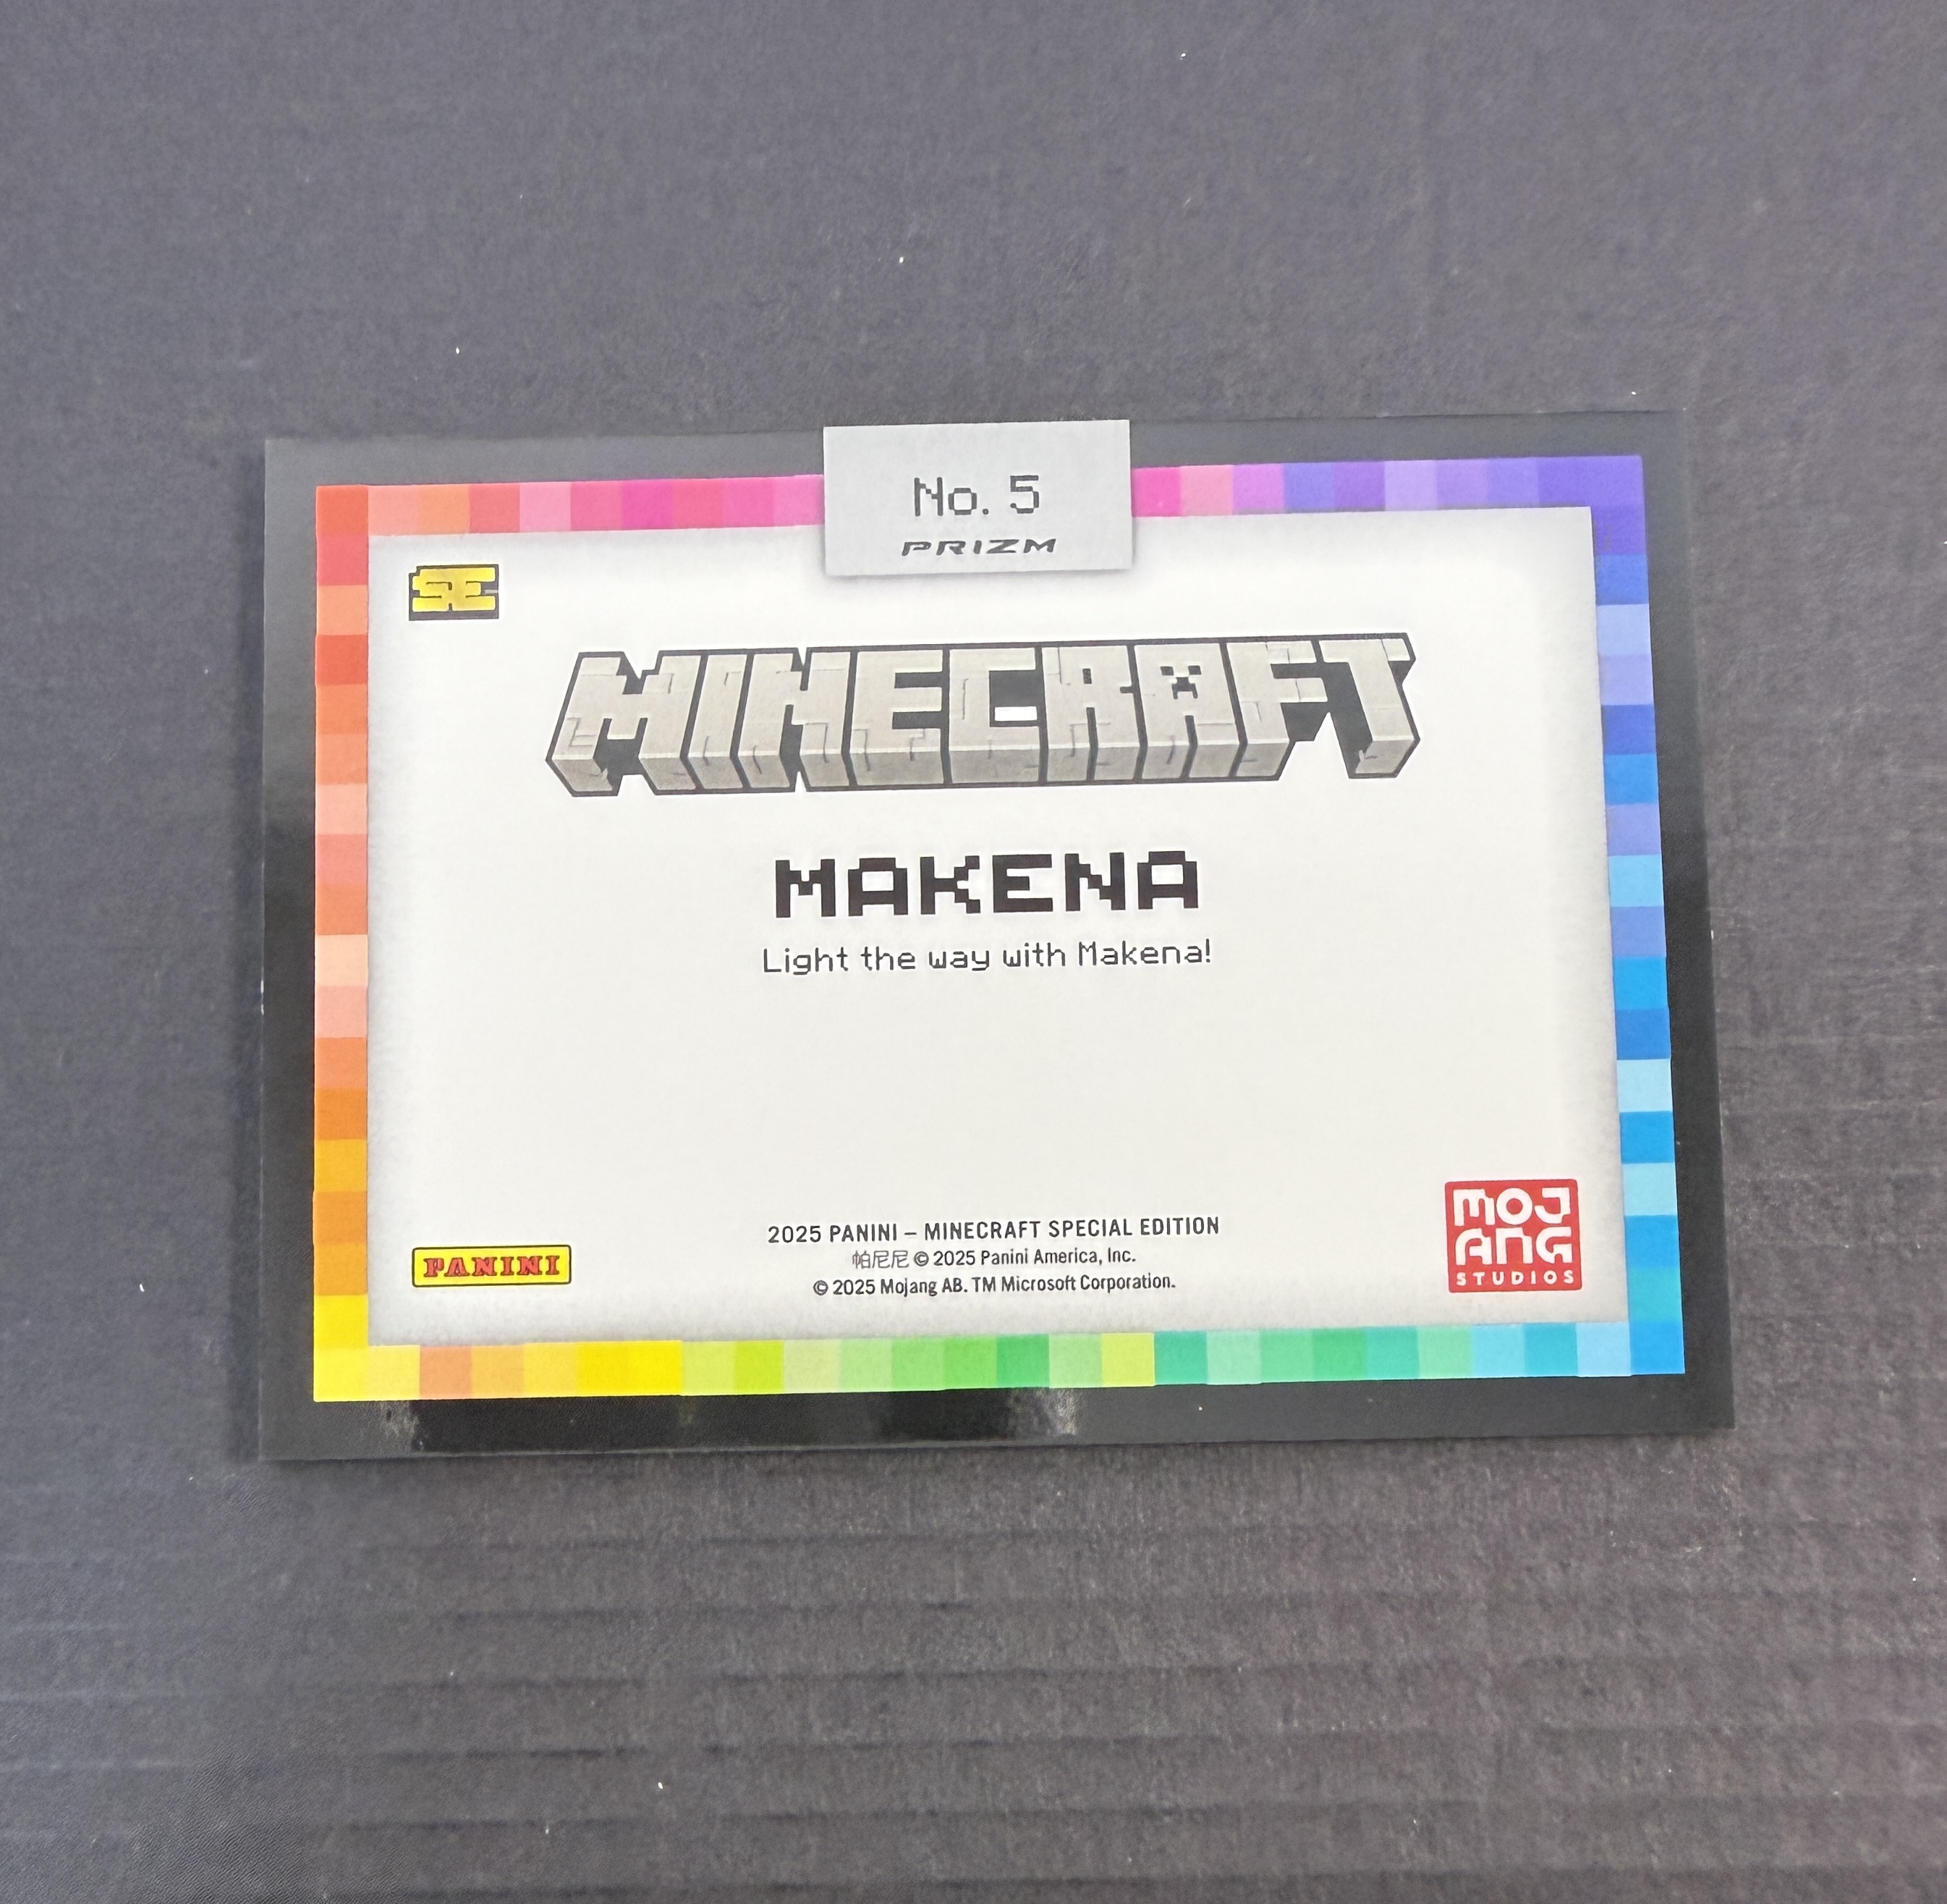 No. 5
PRIZM
SE
MINECRAFT
MAKENA
Light the way with Makena!
2025 PANINI – MINECRAFT SPECIAL EDITION
帕尼尼 © 2025 Panini America, Inc.
© 2025 Mojang AB. TM Microsoft Corporation.
PANINI
MOJ
ANG
STUDIOS